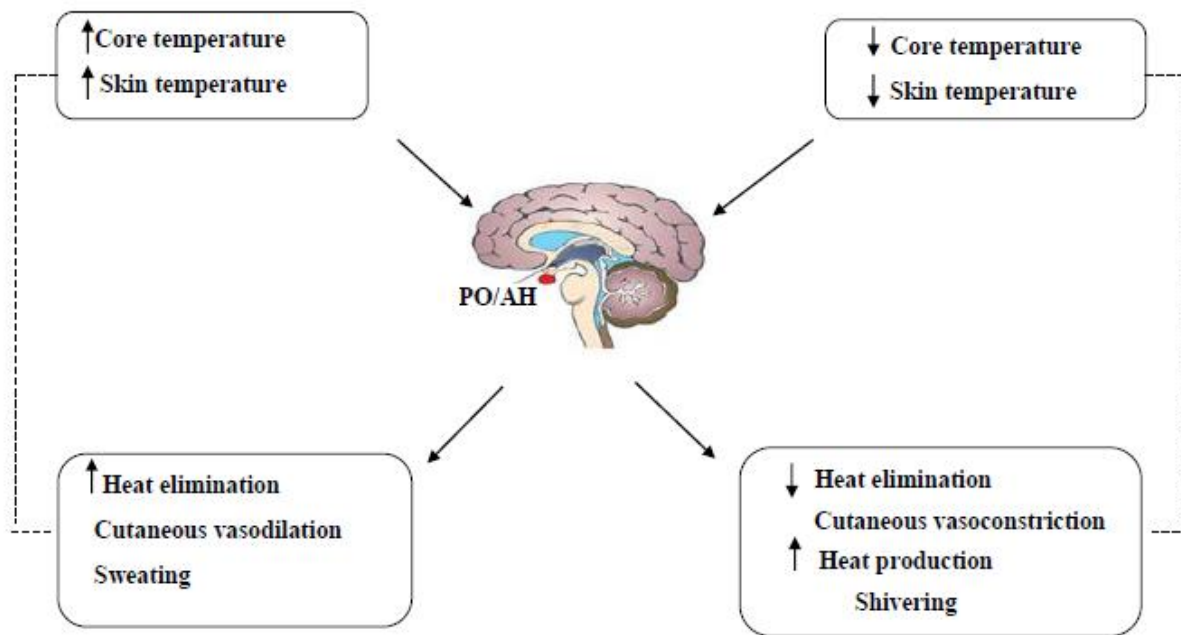 ↑Core temperature
↑ Skin temperature
↓ Core temperature
↓ Skin temperature
PO/AH
↑Heat elimination
Cutaneous vasodilation
Sweating
↓ Heat elimination
Cutaneous vasoconstriction
↑ Heat production
Shivering